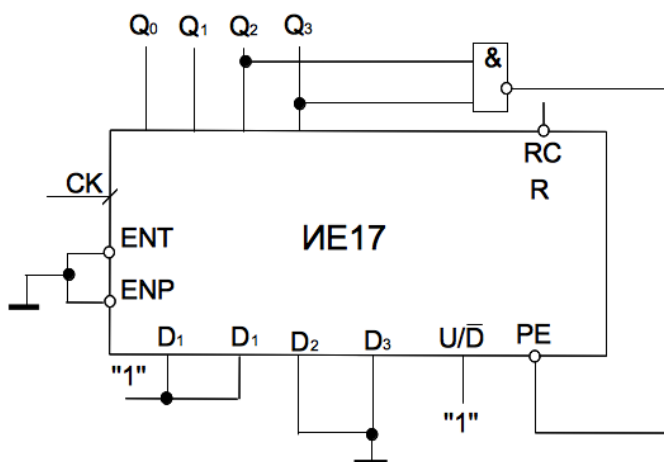 Q₀ Q₁ Q₂ Q₃
&
RC
CK
R
ENT
ИЕ17
ENP
D₁ D₁ D₂ D₃ U/D̅ PE
"1"
"1"